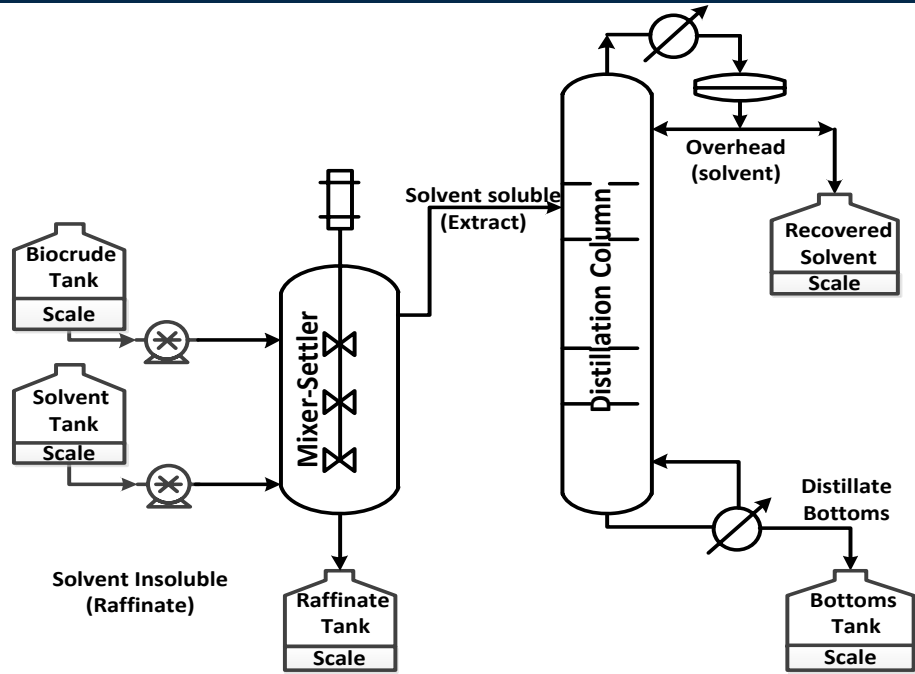 Biocrude
Tank
Scale
Solvent
Tank
Scale
Mixer-Settler
Solvent Insoluble
(Raffinate)
Raffinate
Tank
Scale
Solvent soluble
(Extract)
Distillation Column
Overhead
(solvent)
Recovered
Solvent
Scale
Distillate
Bottoms
Bottoms
Tank
Scale